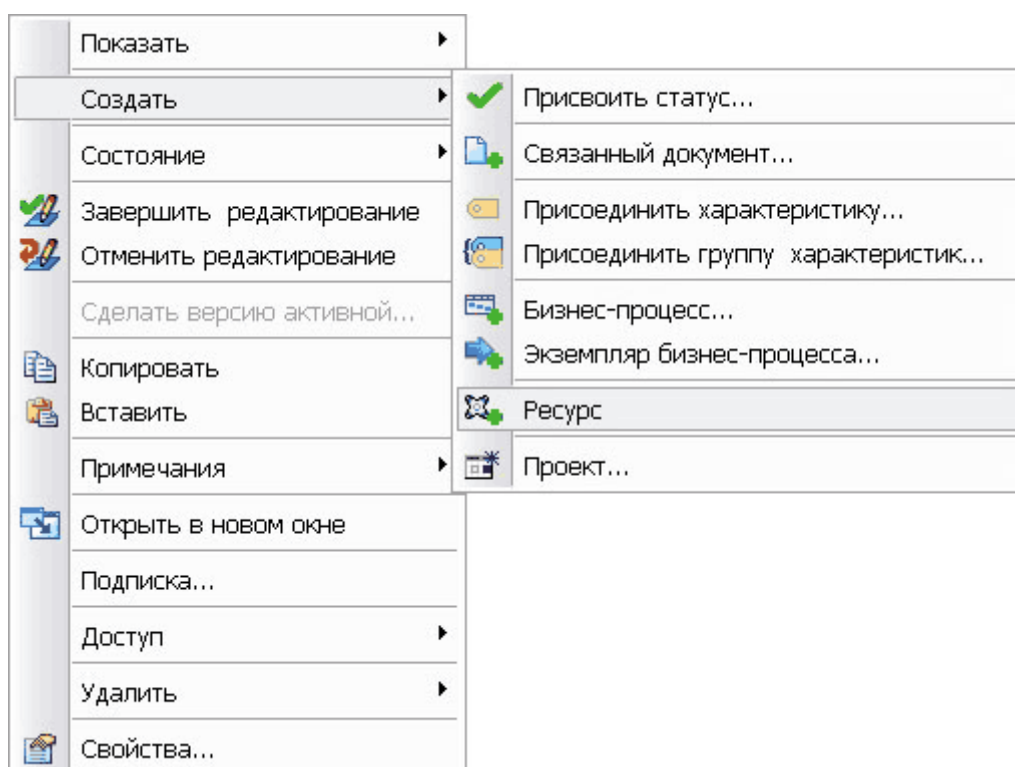 Показать
Создать
Состояние
Завершить редактирование
Отменить редактирование
Сделать версию активной...
Копировать
Вставить
Примечания
Открыть в новом окне
Подписка...
Доступ
Удалить
Свойства...
Присвоить статус...
Связанный документ...
Присоединить характеристику...
Присоединить группу характеристик...
Бизнес-процесс...
Экземпляр бизнес-процесса...
Ресурс
Проект...